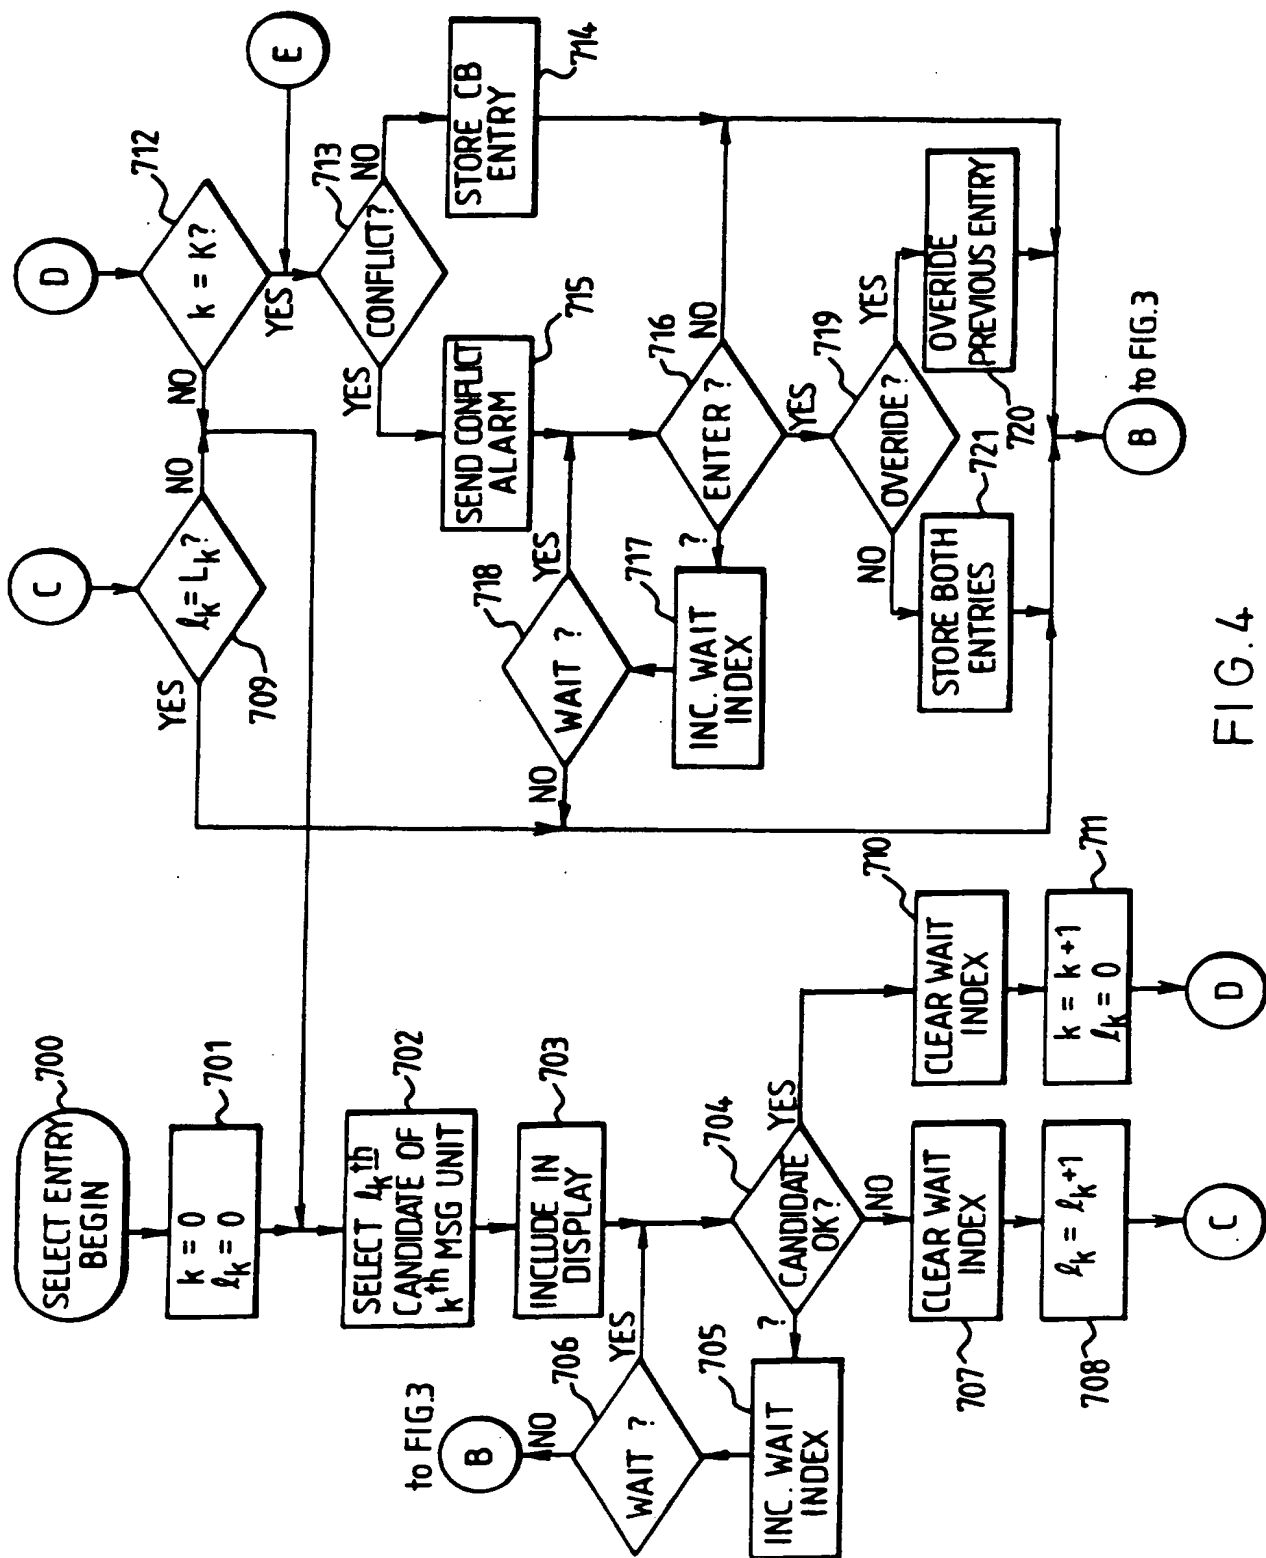 SELECT ENTRY
BEGIN
700
k = 0
ℓk = 0
701
SELECT ℓk th
CANDIDATE OF
kth MSG UNIT
702
INCLUDE IN
DISPLAY
703
CANDIDATE
OK?
704
YES
NO
?
INC. WAIT
INDEX
705
WAIT ?
706
YES
NO
B
to FIG.3
CLEAR WAIT
INDEX
707
ℓk = ℓk+1
708
C
CLEAR WAIT
INDEX
710
k = k+1
ℓk = 0
711
D
C
ℓk = Lk?
709
YES
NO
D
k = K?
712
NO
YES
E
CONFLICT?
713
YES
NO
STORE CB
ENTRY
714
SEND CONFLICT
ALARM
715
ENTER ?
716
NO
YES
?
INC. WAIT
INDEX
717
WAIT ?
718
YES
NO
OVERRIDE?
719
YES
NO
OVERRIDE
PREVIOUS ENTRY
720
STORE BOTH
ENTRIES
721
B
to FIG.3
FIG.4